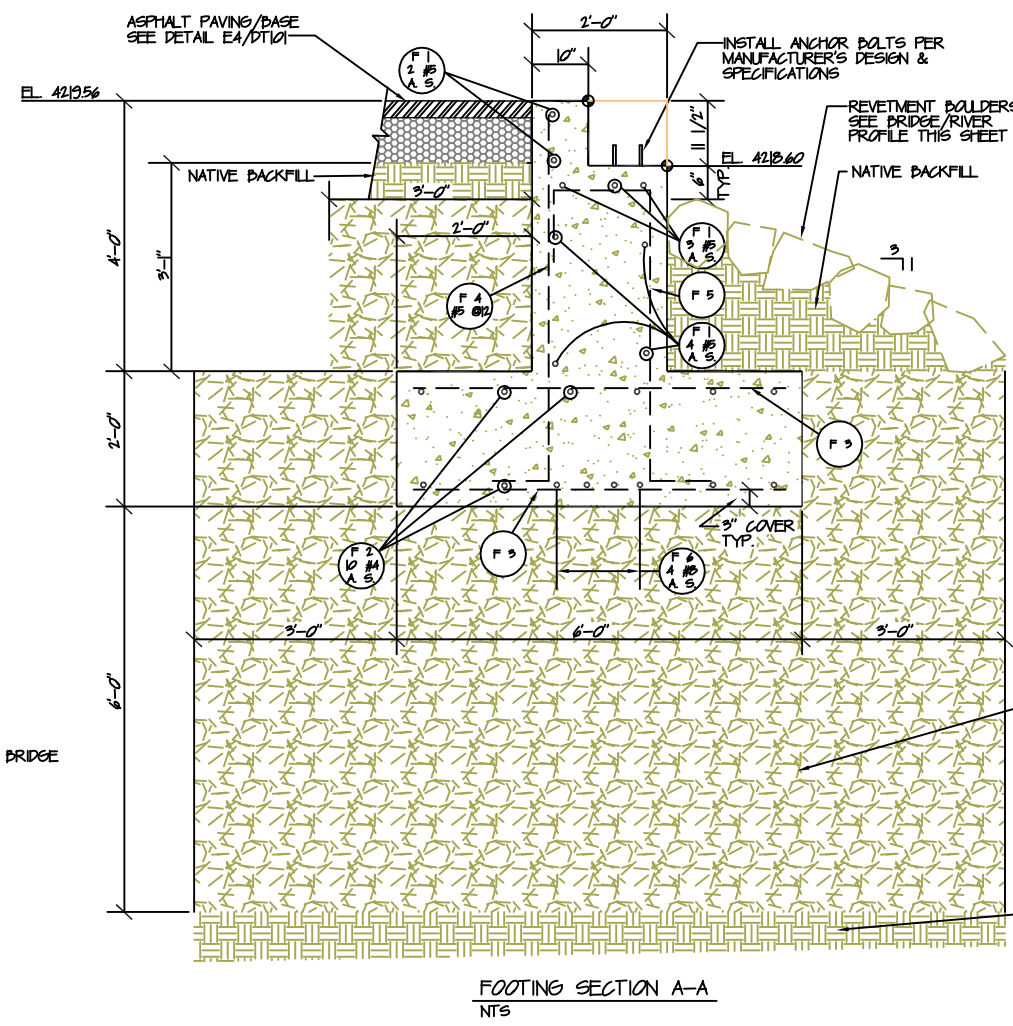 ASPHALT PAVING/BASE
SEE DETAIL E4/DT101
2'-0"
10"
F 1
2 #5
A. S.
INSTALL ANCHOR BOLTS PER
MANUFACTURER'S DESIGN &
SPECIFICATIONS
EL. 4219.56
11 1/2"
REVETMENT BOULDERS
SEE BRIDGE/RIVER
PROFILE THIS SHEET
EL. 4218.60
6"
TYP.
NATIVE BACKFILL
NATIVE BACKFILL
3'-0"
2'-0"
4'-0"
3'-1"
F 1
3 #5
A. S.
3
1
F 4
#5 @12
F 5
F 1
4 #5
A. S.
2'-0"
F 3
3" COVER
TYP.
F 2
10 #4
A. S.
F 3
F 6
4 #8
A. S.
3'-0"
6'-0"
3'-0"
6'-0"
BRIDGE
FOOTING SECTION A-A
NTS